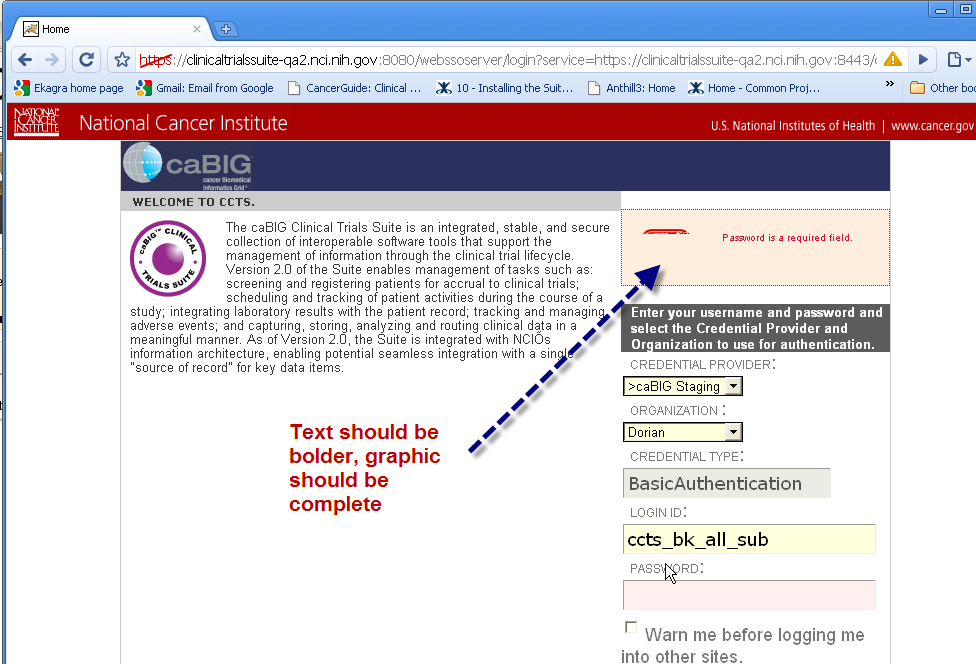 Home
https://clinicaltrialssuite-qa2.nci.nih.gov:8080/webssoserver/login?service=https://clinicaltrialssuite-qa2.nci.nih.gov:8443/
Ekagra home page Gmail: Email from Google CancerGuide: Clinical ... 10 - Installing the Suit... Anthill3: Home Home - Common Proj... » Other boo
NATIONAL
CANCER
INSTITUTE
National Cancer Institute
U.S. National Institutes of Health | www.cancer.gov
caBIG
cancer Biomedical
Informatics Grid™
WELCOME TO CCTS.
caBIG™ CLINICAL
TRIALS SUITE
The caBIG Clinical Trials Suite is an integrated, stable, and secure
collection of interoperable software tools that support the
management of information through the clinical trial lifecycle.
Version 2.0 of the Suite enables management of tasks such as:
screening and registering patients for accrual to clinical trials;
scheduling and tracking of patient activities during the course of a
study; integrating laboratory results with the patient record; tracking and managing
adverse events; and capturing, storing, analyzing and routing clinical data in a
meaningful manner. As of Version 2.0, the Suite is integrated with NCIÕs
information architecture, enabling potential seamless integration with a single
"source of record" for key data items.
Text should be
bolder, graphic
should be
complete
Password is a required field.
Enter your username and password and
select the Credential Provider and
Organization to use for authentication.
CREDENTIAL PROVIDER:
>caBIG Staging
ORGANIZATION :
Dorian
CREDENTIAL TYPE:
BasicAuthentication
LOGIN ID:
ccts_bk_all_sub
PASSWORD:
Warn me before logging me
into other sites.